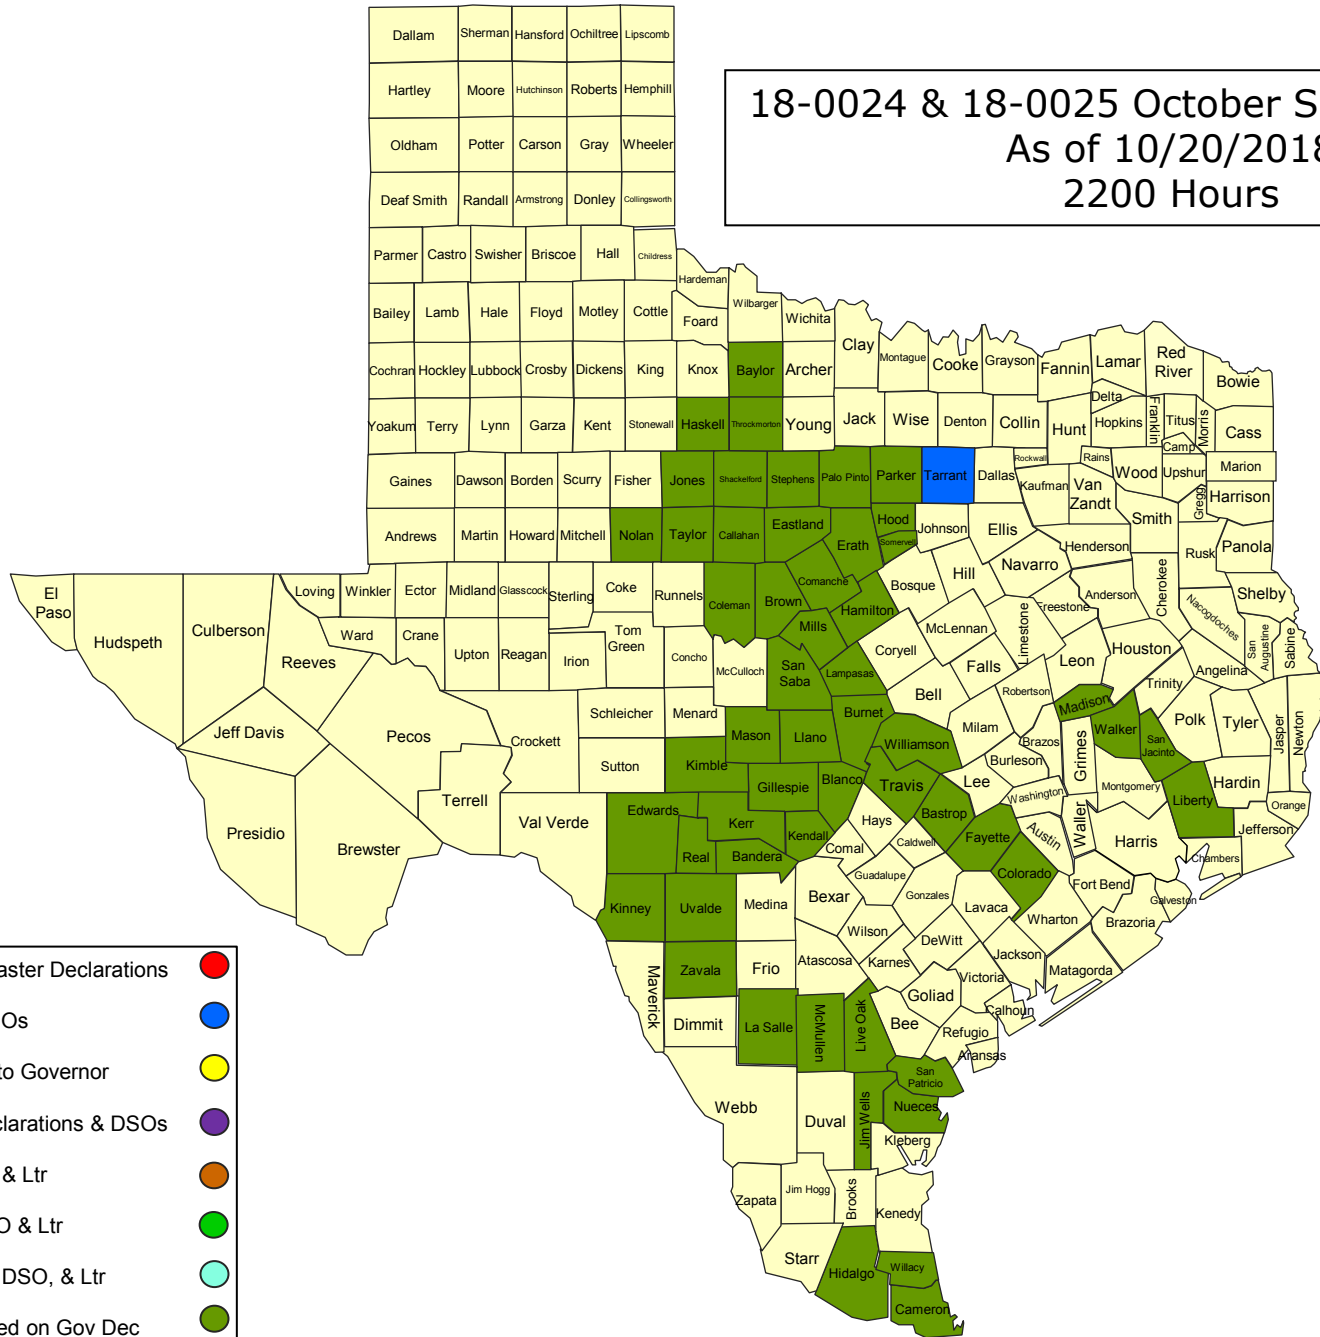 Dallam Sherman Hansford Ochiltree Lipscomb
Hartley Moore Hutchinson Roberts Hemphill
18-0024 & 18-0025 October S
As of 10/20/2018
2200 Hours
Oldham Potter Carson Gray Wheeler
Deaf Smith Randall Armstrong Donley Collingsworth
Parmer Castro Swisher Briscoe Hall Childress
Hardeman
Bailey Lamb Hale Floyd Motley Cottle Foard Wilbarger Wichita
Clay Montague Cooke Grayson Fannin Lamar Red River Bowie
Cochran Hockley Lubbock Crosby Dickens King Knox Baylor Archer
Delta
Yoakum Terry Lynn Garza Kent Stonewall Haskell Throckmorton Young Jack Wise Denton Collin Hunt Hopkins Franklin Titus Morris Cass
Camp
Gaines Dawson Borden Scurry Fisher Jones Shackelford Stephens Palo Pinto Parker Tarrant Dallas Rockwall Rains Wood Upshur Marion
Kaufman Van Zandt Gregg Harrison
Andrews Martin Howard Mitchell Nolan Taylor Callahan Eastland Erath Hood Somervell Johnson Ellis Henderson Smith Rusk Panola
El Paso Hudspeth Culberson Loving Winkler Ector Midland Glasscock Sterling Coke Runnels Coleman Brown Comanche Hamilton Bosque Hill Navarro Freestone Anderson Cherokee Nacogdoches Shelby
Reeves Ward Crane Upton Reagan Irion Tom Green Concho McCulloch San Saba Mills Lampasas Coryell McLennan Limestone Falls Leon Houston Angelina San Augustine Sabine
Jeff Davis Pecos Crockett Schleicher Menard Mason Llano Burnet Bell Milam Robertson Madison Trinity Polk Tyler Jasper Newton
Terrell Sutton Kimble Gillespie Blanco Williamson Travis Lee Burleson Brazos Grimes Walker San Jacinto
Presidio Brewster Val Verde Edwards Kerr Kendall Hays Bastrop Washington Montgomery Liberty Hardin Orange
Real Bandera Comal Caldwell Fayette Austin Waller Harris Jefferson
Chambers
Kinney Uvalde Medina Bexar Guadalupe Gonzales Lavaca Colorado Wharton Fort Bend Brazoria Galveston
Maverick Zavala Frio Atascosa Wilson Karnes DeWitt Jackson Matagorda
Dimmit La Salle McMullen Live Oak Bee Goliad Victoria Calhoun
Refugio
Aransas
San Patricio
Webb Duval Jim Wells Nueces
Kleberg
Zapata Jim Hogg Brooks Kenedy
Starr Hidalgo Willacy
Cameron
aster Declarations
Os
to Governor
clarations & DSOs
& Ltr
O & Ltr
DSO, & Ltr
ed on Gov Dec